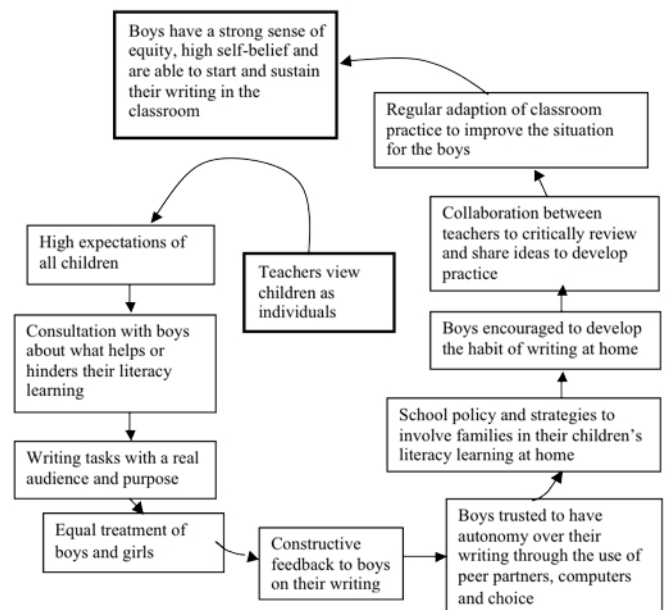 Boys have a strong sense of
equity, high self-belief and
are able to start and sustain
their writing in the
classroom
Regular adaption of classroom
practice to improve the situation
for the boys
Collaboration between
teachers to critically review
and share ideas to develop
practice
High expectations of
all children
Teachers view
children as
individuals
Consultation with boys
about what helps or
hinders their literacy
learning
Boys encouraged to develop
the habit of writing at home
Writing tasks with a real
audience and purpose
School policy and strategies to
involve families in their children’s
literacy learning at home
Equal treatment of
boys and girls
Constructive
feedback to boys
on their writing
Boys trusted to have
autonomy over their
writing through the use of
peer partners, computers
and choice